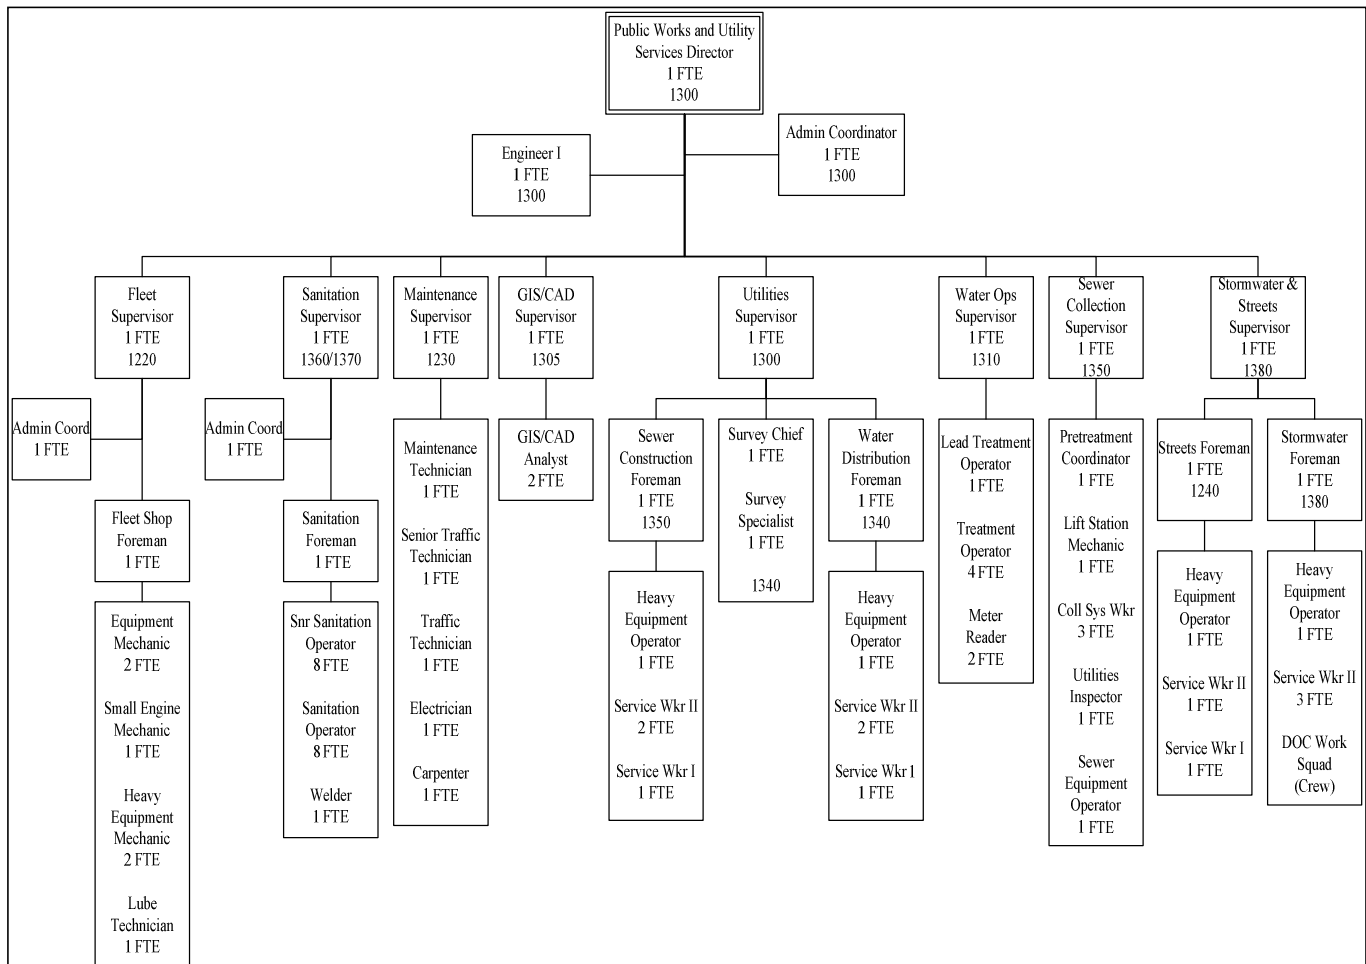 Public Works and Utility
Services Director
1 FTE
1300
Admin Coordinator
1 FTE
1300
Engineer I
1 FTE
1300
Fleet
Supervisor
1 FTE
1220
Sanitation
Supervisor
1 FTE
1360/1370
Maintenance
Supervisor
1 FTE
1230
GIS/CAD
Supervisor
1 FTE
1305
Utilities
Supervisor
1 FTE
1300
Water Ops
Supervisor
1 FTE
1310
Sewer
Collection
Supervisor
1 FTE
1350
Stormwater &
Streets
Supervisor
1 FTE
1380
Admin Coord
1 FTE
Fleet Shop
Foreman
1 FTE
Equipment
Mechanic
2 FTE
Small Engine
Mechanic
1 FTE
Heavy
Equipment
Mechanic
2 FTE
Lube
Technician
1 FTE
Admin Coord
1 FTE
Sanitation
Foreman
1 FTE
Snr Sanitation
Operator
8 FTE
Sanitation
Operator
8 FTE
Welder
1 FTE
Maintenance
Technician
1 FTE
Senior Traffic
Technician
1 FTE
Traffic
Technician
1 FTE
Electrician
1 FTE
Carpenter
1 FTE
GIS/CAD
Analyst
2 FTE
Sewer
Construction
Foreman
1 FTE
1350
Heavy
Equipment
Operator
1 FTE
Service Wkr II
2 FTE
Service Wkr I
1 FTE
Survey Chief
1 FTE
Survey
Specialist
1 FTE
1340
Water
Distribution
Foreman
1 FTE
1340
Heavy
Equipment
Operator
1 FTE
Service Wkr II
2 FTE
Service Wkr 1
1 FTE
Lead Treatment
Operator
1 FTE
Treatment
Operator
4 FTE
Meter
Reader
2 FTE
Pretreatment
Coordinator
1 FTE
Lift Station
Mechanic
1 FTE
Coll Sys Wkr
3 FTE
Utilities
Inspector
1 FTE
Sewer
Equipment
Operator
1 FTE
Streets Foreman
1 FTE
1240
Heavy
Equipment
Operator
1 FTE
Service Wkr II
1 FTE
Service Wkr I
1 FTE
Stormwater
Foreman
1 FTE
1380
Heavy
Equipment
Operator
1 FTE
Service Wkr II
3 FTE
DOC Work
Squad
(Crew)